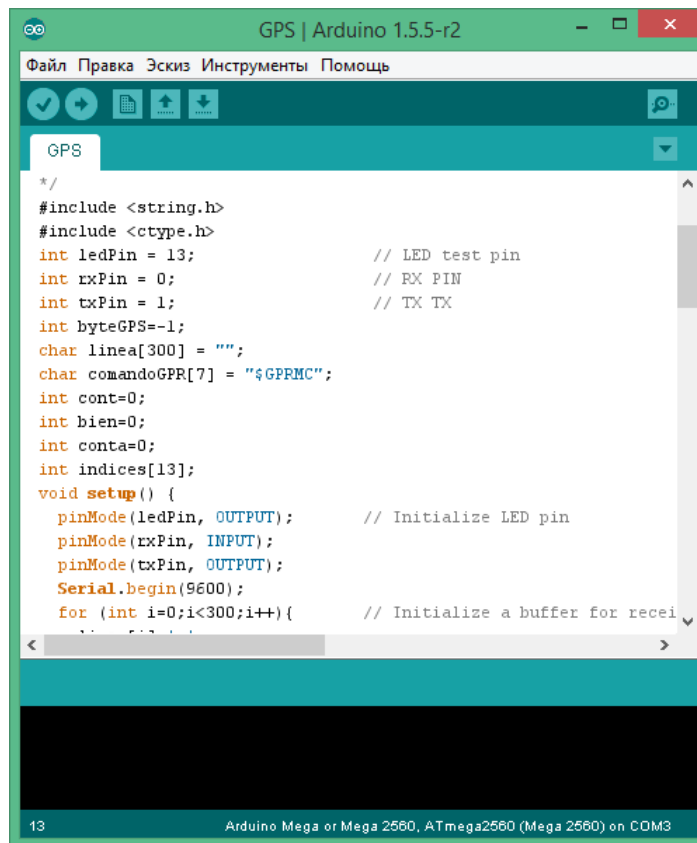 GPS | Arduino 1.5.5-r2
Файл Правка Эскиз Инструменты Помощь
GPS
*/
#include <string.h>
#include <ctype.h>
int ledPin = 13;                  // LED test pin
int rxPin = 0;                    // RX PIN
int txPin = 1;                    // TX TX
int byteGPS=-1;
char linea[300] = "";
char comandoGPR[7] = "$GPRMC";
int cont=0;
int bien=0;
int conta=0;
int indices[13];
void setup() {
  pinMode(ledPin, OUTPUT);       // Initialize LED pin
  pinMode(rxPin, INPUT);
  pinMode(txPin, OUTPUT);
  Serial.begin(9600);
  for (int i=0;i<300;i++){       // Initialize a buffer for recei
13 Arduino Mega or Mega 2560, ATmega2560 (Mega 2560) on COM3